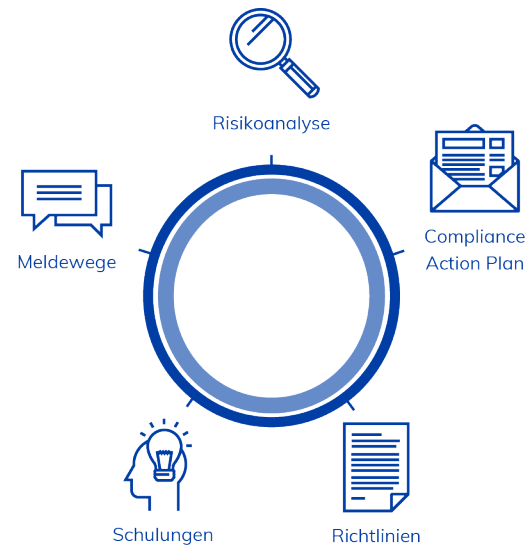 Risikoanalyse
Compliance
Action Plan
Richtlinien
Schulungen
Meldewege